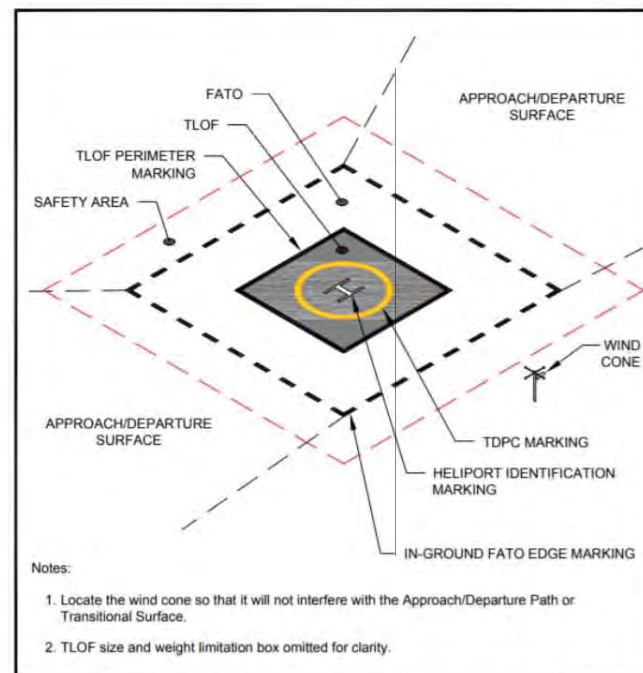 FATO
APPROACH/DEPARTURE
SURFACE
TLOF
TLOF PERIMETER
MARKING
SAFETY AREA
WIND
CONE
APPROACH/DEPARTURE
SURFACE
TDPC MARKING
HELIPORT IDENTIFICATION
MARKING
IN-GROUND FATO EDGE MARKING
Notes:
1. Locate the wind cone so that it will not interfere with the Approach/Departure Path or
Transitional Surface.
2. TLOF size and weight limitation box omitted for clarity.